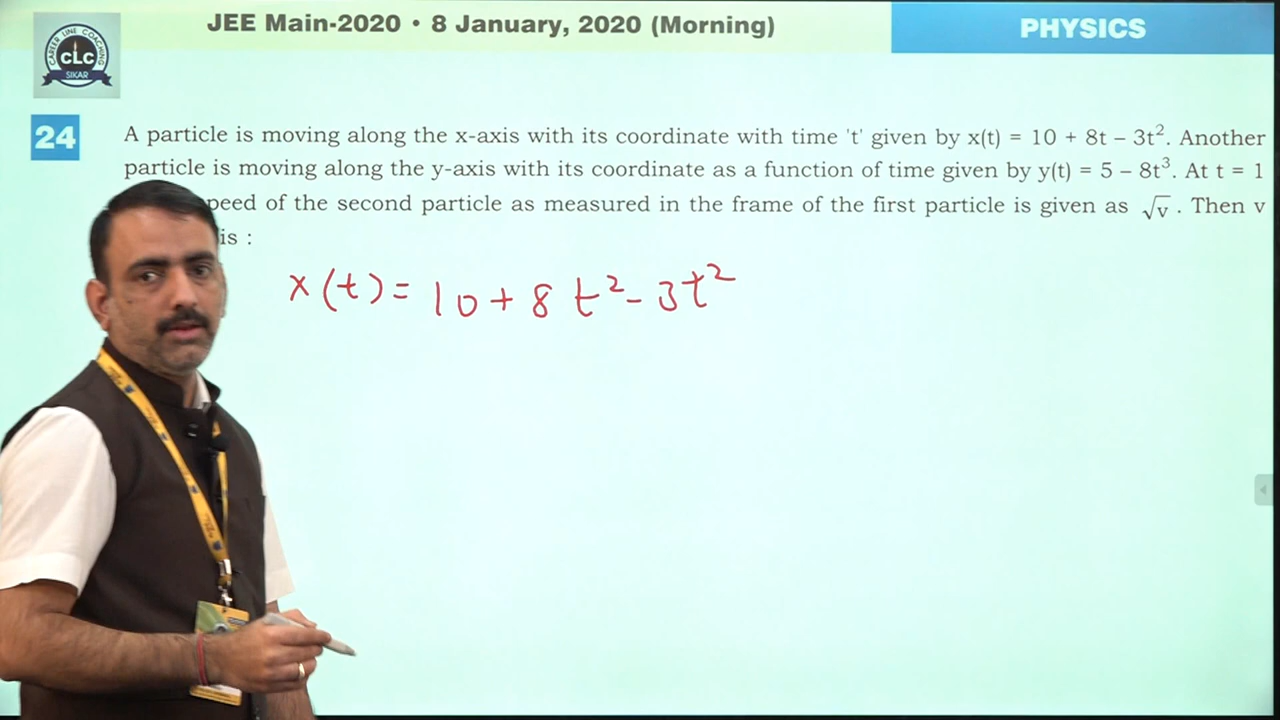 JEE Main-2020 • 8 January, 2020 (Morning)
PHYSICS
CAREER LINE COACHING
CLC
SIKAR
24
A particle is moving along the x-axis with its coordinate with time 't' given by x(t) = 10 + 8t – 3t². Another
particle is moving along the y-axis with its coordinate as a function of time given by y(t) = 5 – 8t³. At t = 1
peed of the second particle as measured in the frame of the first particle is given as √v . Then v
is :
x(t) = 10 + 8 t² - 3t²